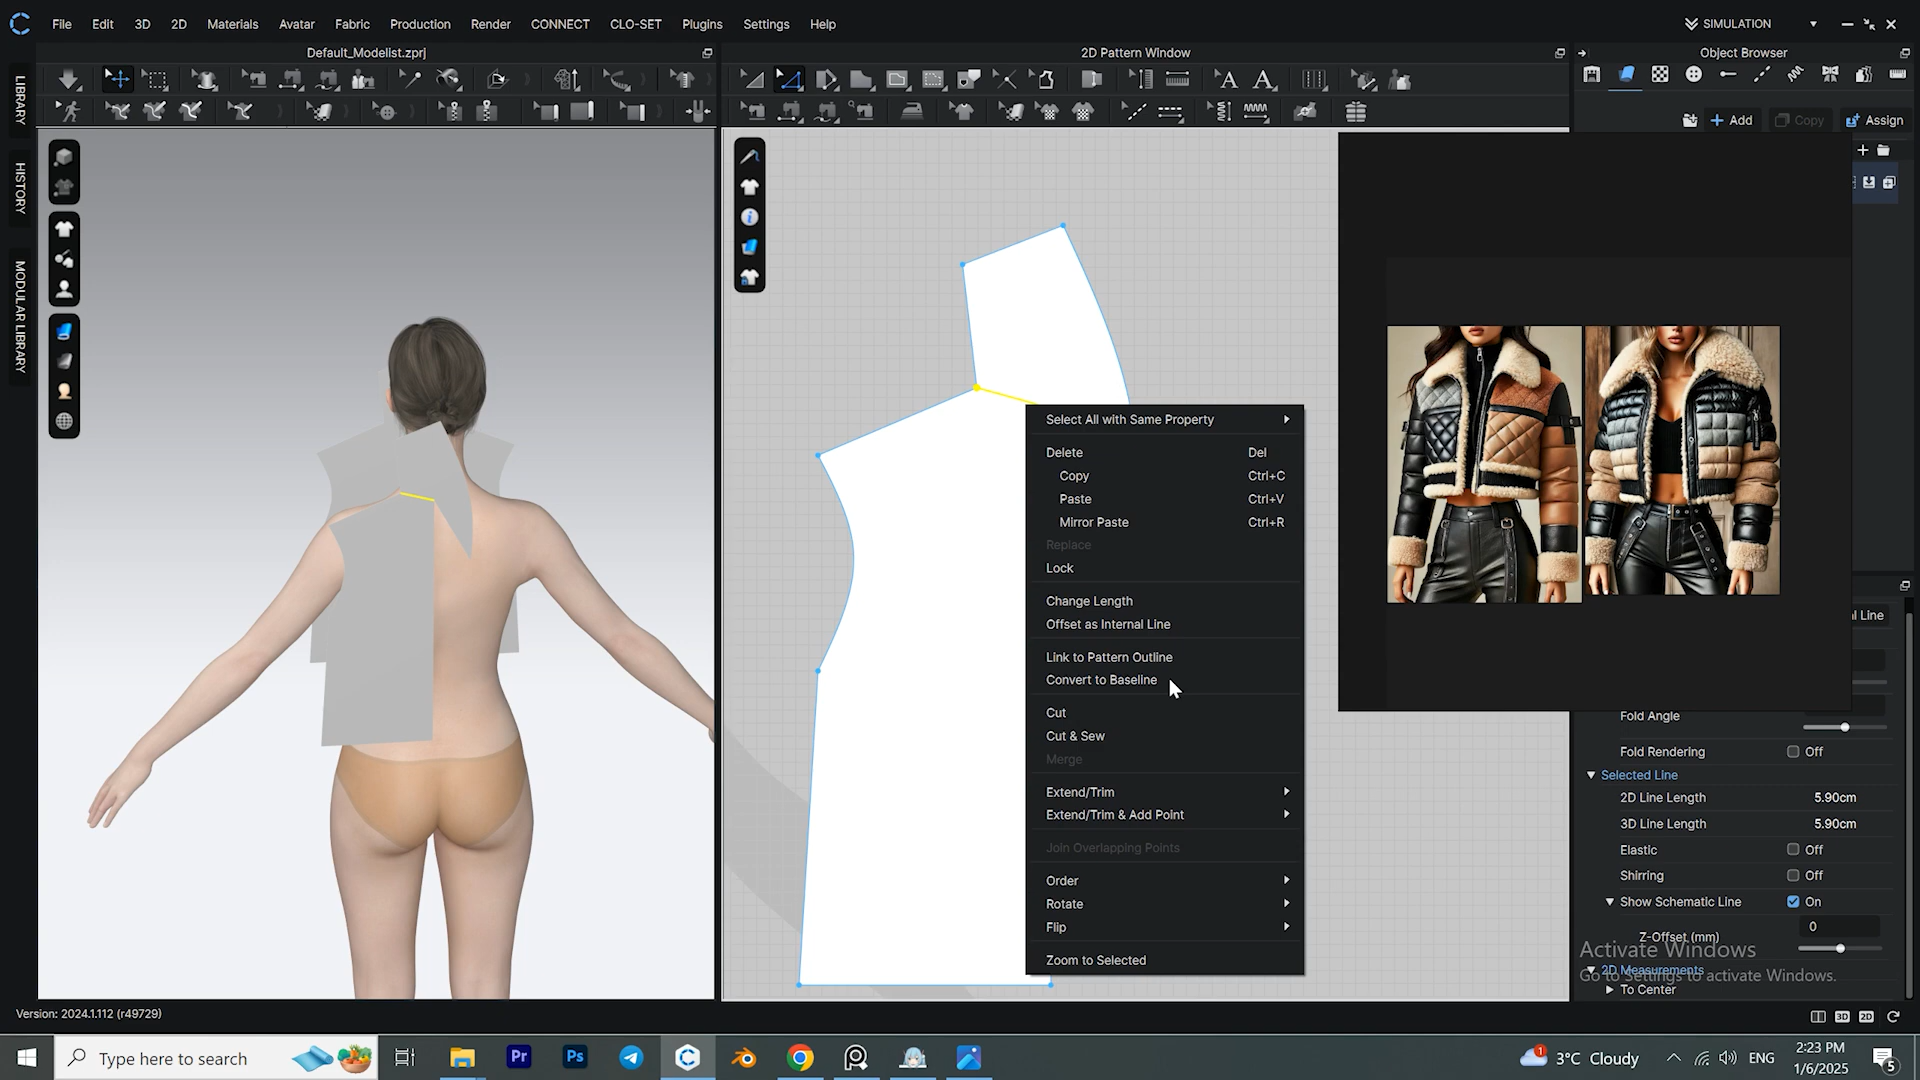 File Edit 3D 2D Materials Avatar Fabric Production Render CONNECT CLO-SET Plugins Settings Help
SIMULATION
Default_Modelist.zprj
2D Pattern Window
Object Browser
LIBRARY
HISTORY
MODULAR LIBRARY
Add
Copy
Assign
Select All with Same Property
Delete Del
Copy Ctrl+C
Paste Ctrl+V
Mirror Paste Ctrl+R
Replace
Lock
Change Length
Offset as Internal Line
Link to Pattern Outline
Convert to Baseline
Cut
Cut & Sew
Merge
Extend/Trim
Extend/Trim & Add Point
Join Overlapping Points
Order
Rotate
Flip
Zoom to Selected
al Line
Fold Angle
Fold Rendering Off
Selected Line
2D Line Length 5.90cm
3D Line Length 5.90cm
Elastic Off
Shirring Off
Show Schematic Line On
Z-Offset (mm) 0
Activate Windows
2D Measurements
Go to Settings to activate Windows.
To Center
Version: 2024.1.112 (r49729)
3D 2D
Type here to search
Pr
Ps
1
3°C Cloudy
ENG
2:23 PM
1/6/2025
5